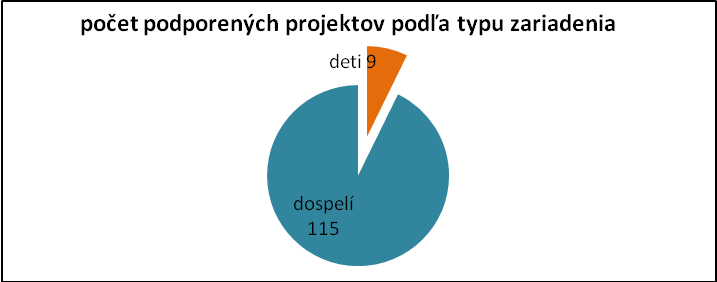 počet podporených projektov podľa typu zariadenia
deti 9
dospelí
115